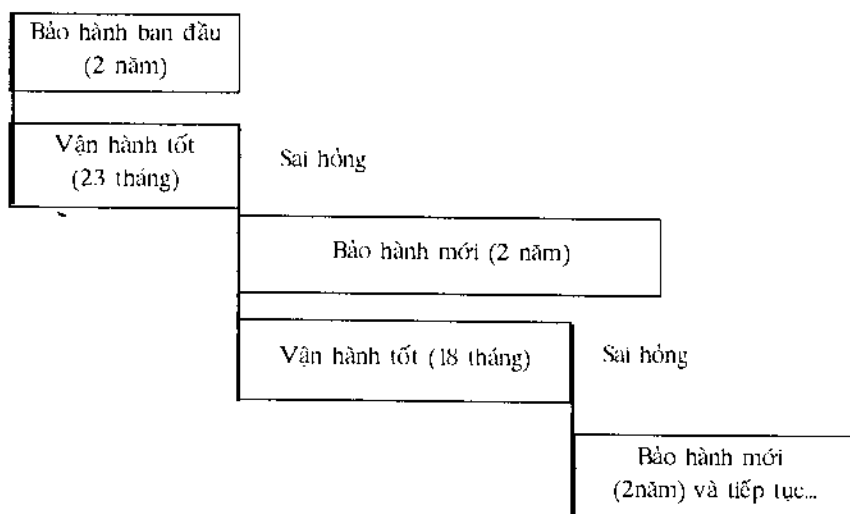 Bảo hành ban đầu
(2 năm)
Vận hành tốt
(23 tháng)
Sai hỏng
Bảo hành mới (2 năm)
Vận hành tốt (18 tháng)
Sai hỏng
Bảo hành mới
(2năm) và tiếp tục...